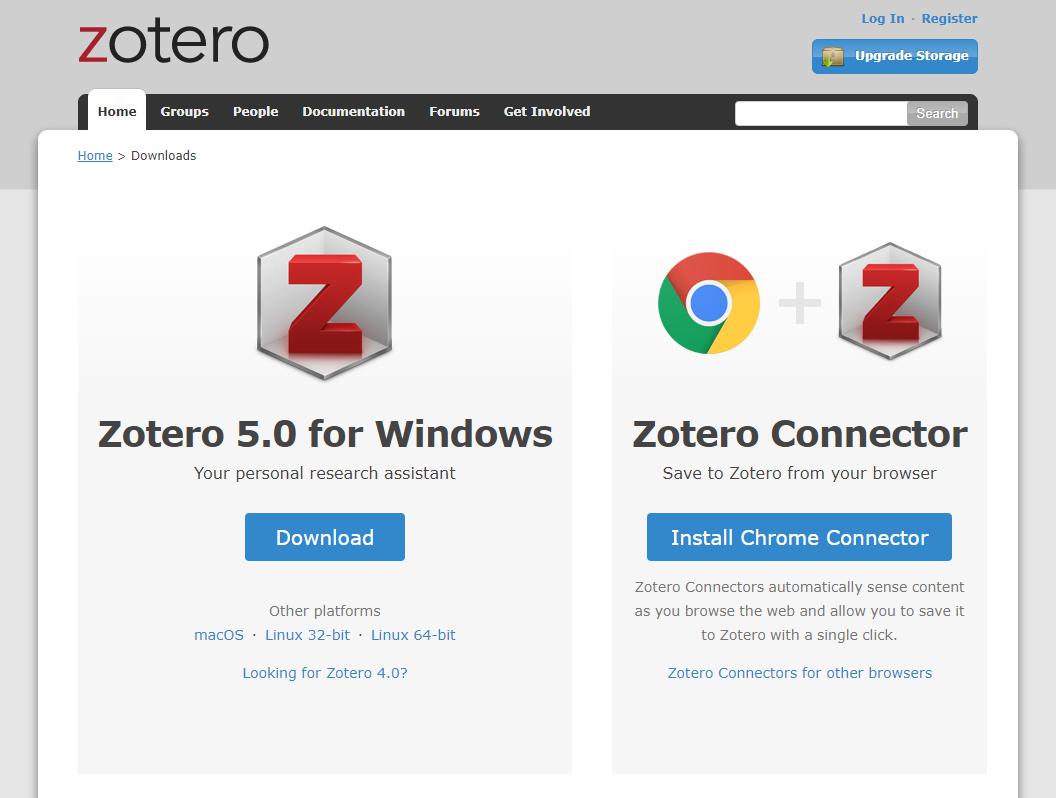 zotero
Log In · Register
Upgrade Storage
Home Groups People Documentation Forums Get Involved
Search
Home > Downloads
Z
Zotero 5.0 for Windows
Your personal research assistant
Download
Other platforms
macOS · Linux 32-bit · Linux 64-bit
Looking for Zotero 4.0?
Z
Zotero Connector
Save to Zotero from your browser
Install Chrome Connector
Zotero Connectors automatically sense content
as you browse the web and allow you to save it
to Zotero with a single click.
Zotero Connectors for other browsers